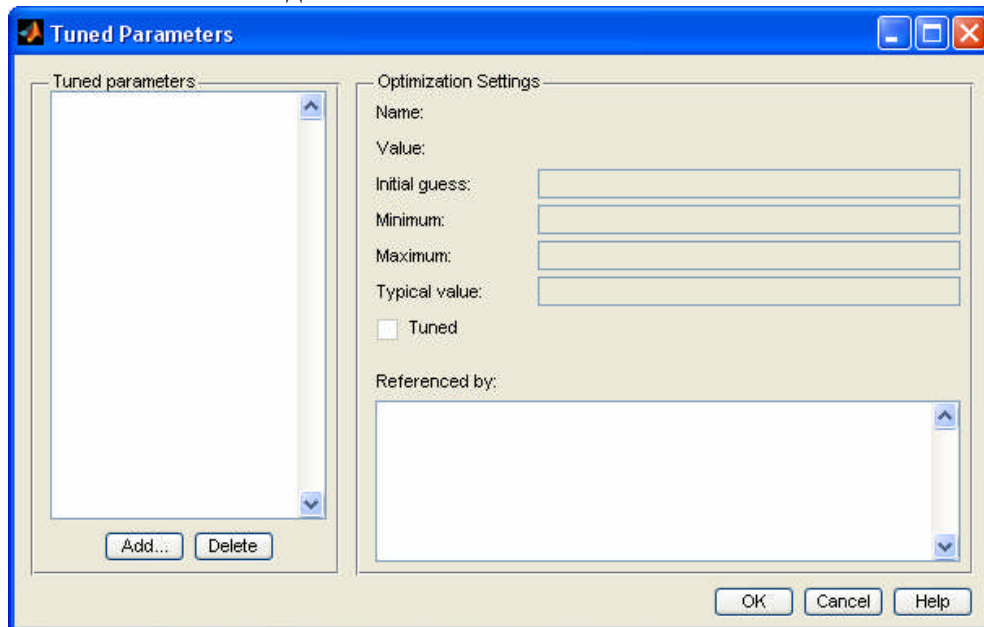 Tuned Parameters
Tuned parameters
Add...
Delete
Optimization Settings
Name:
Value:
Initial guess:
Minimum:
Maximum:
Typical value:
Tuned
Referenced by:
OK
Cancel
Help